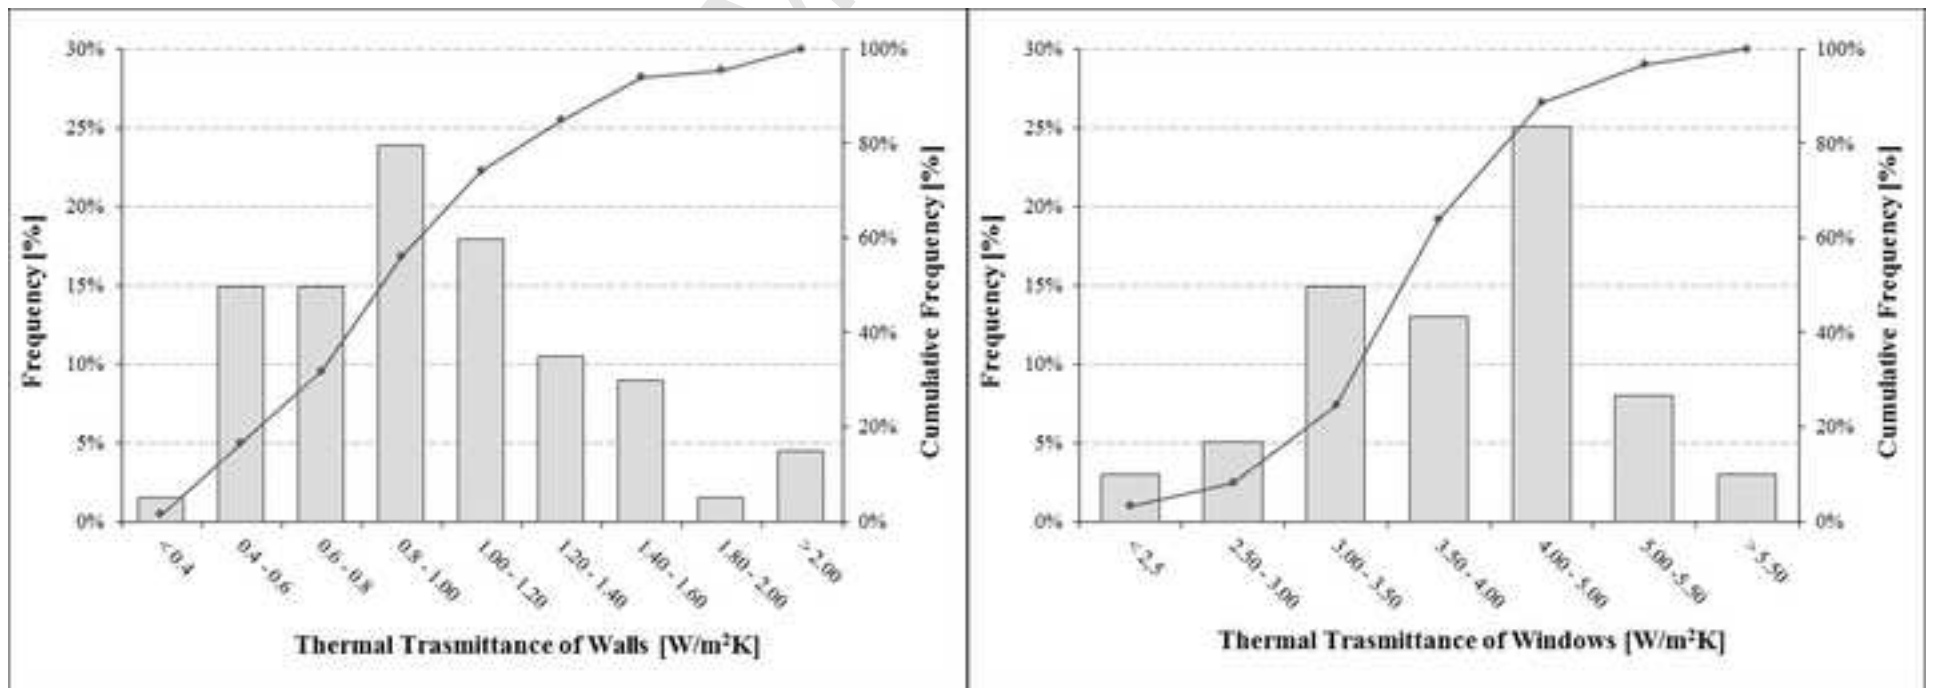 30%
25%
20%
15%
10%
5%
0%
Frequency [%]
100%
80%
60%
40%
20%
0%
Cumulative Frequency [%]
< 0.4
0.4 - 0.6
0.6 - 0.8
0.8 - 1.00
1.00 - 1.20
1.20 - 1.40
1.40 - 1.60
1.80 - 2.00
> 2.00
Thermal Trasmittance of Walls [W/m²K]
30%
25%
20%
15%
10%
5%
0%
Frequency [%]
100%
80%
60%
40%
20%
0%
Cumulative Frequency [%]
< 2.5
2.50 - 3.00
3.00 - 3.50
3.50 - 4.00
4.00 - 5.00
5.00 -5.50
> 5.50
Thermal Trasmittance of Windows [W/m²K]